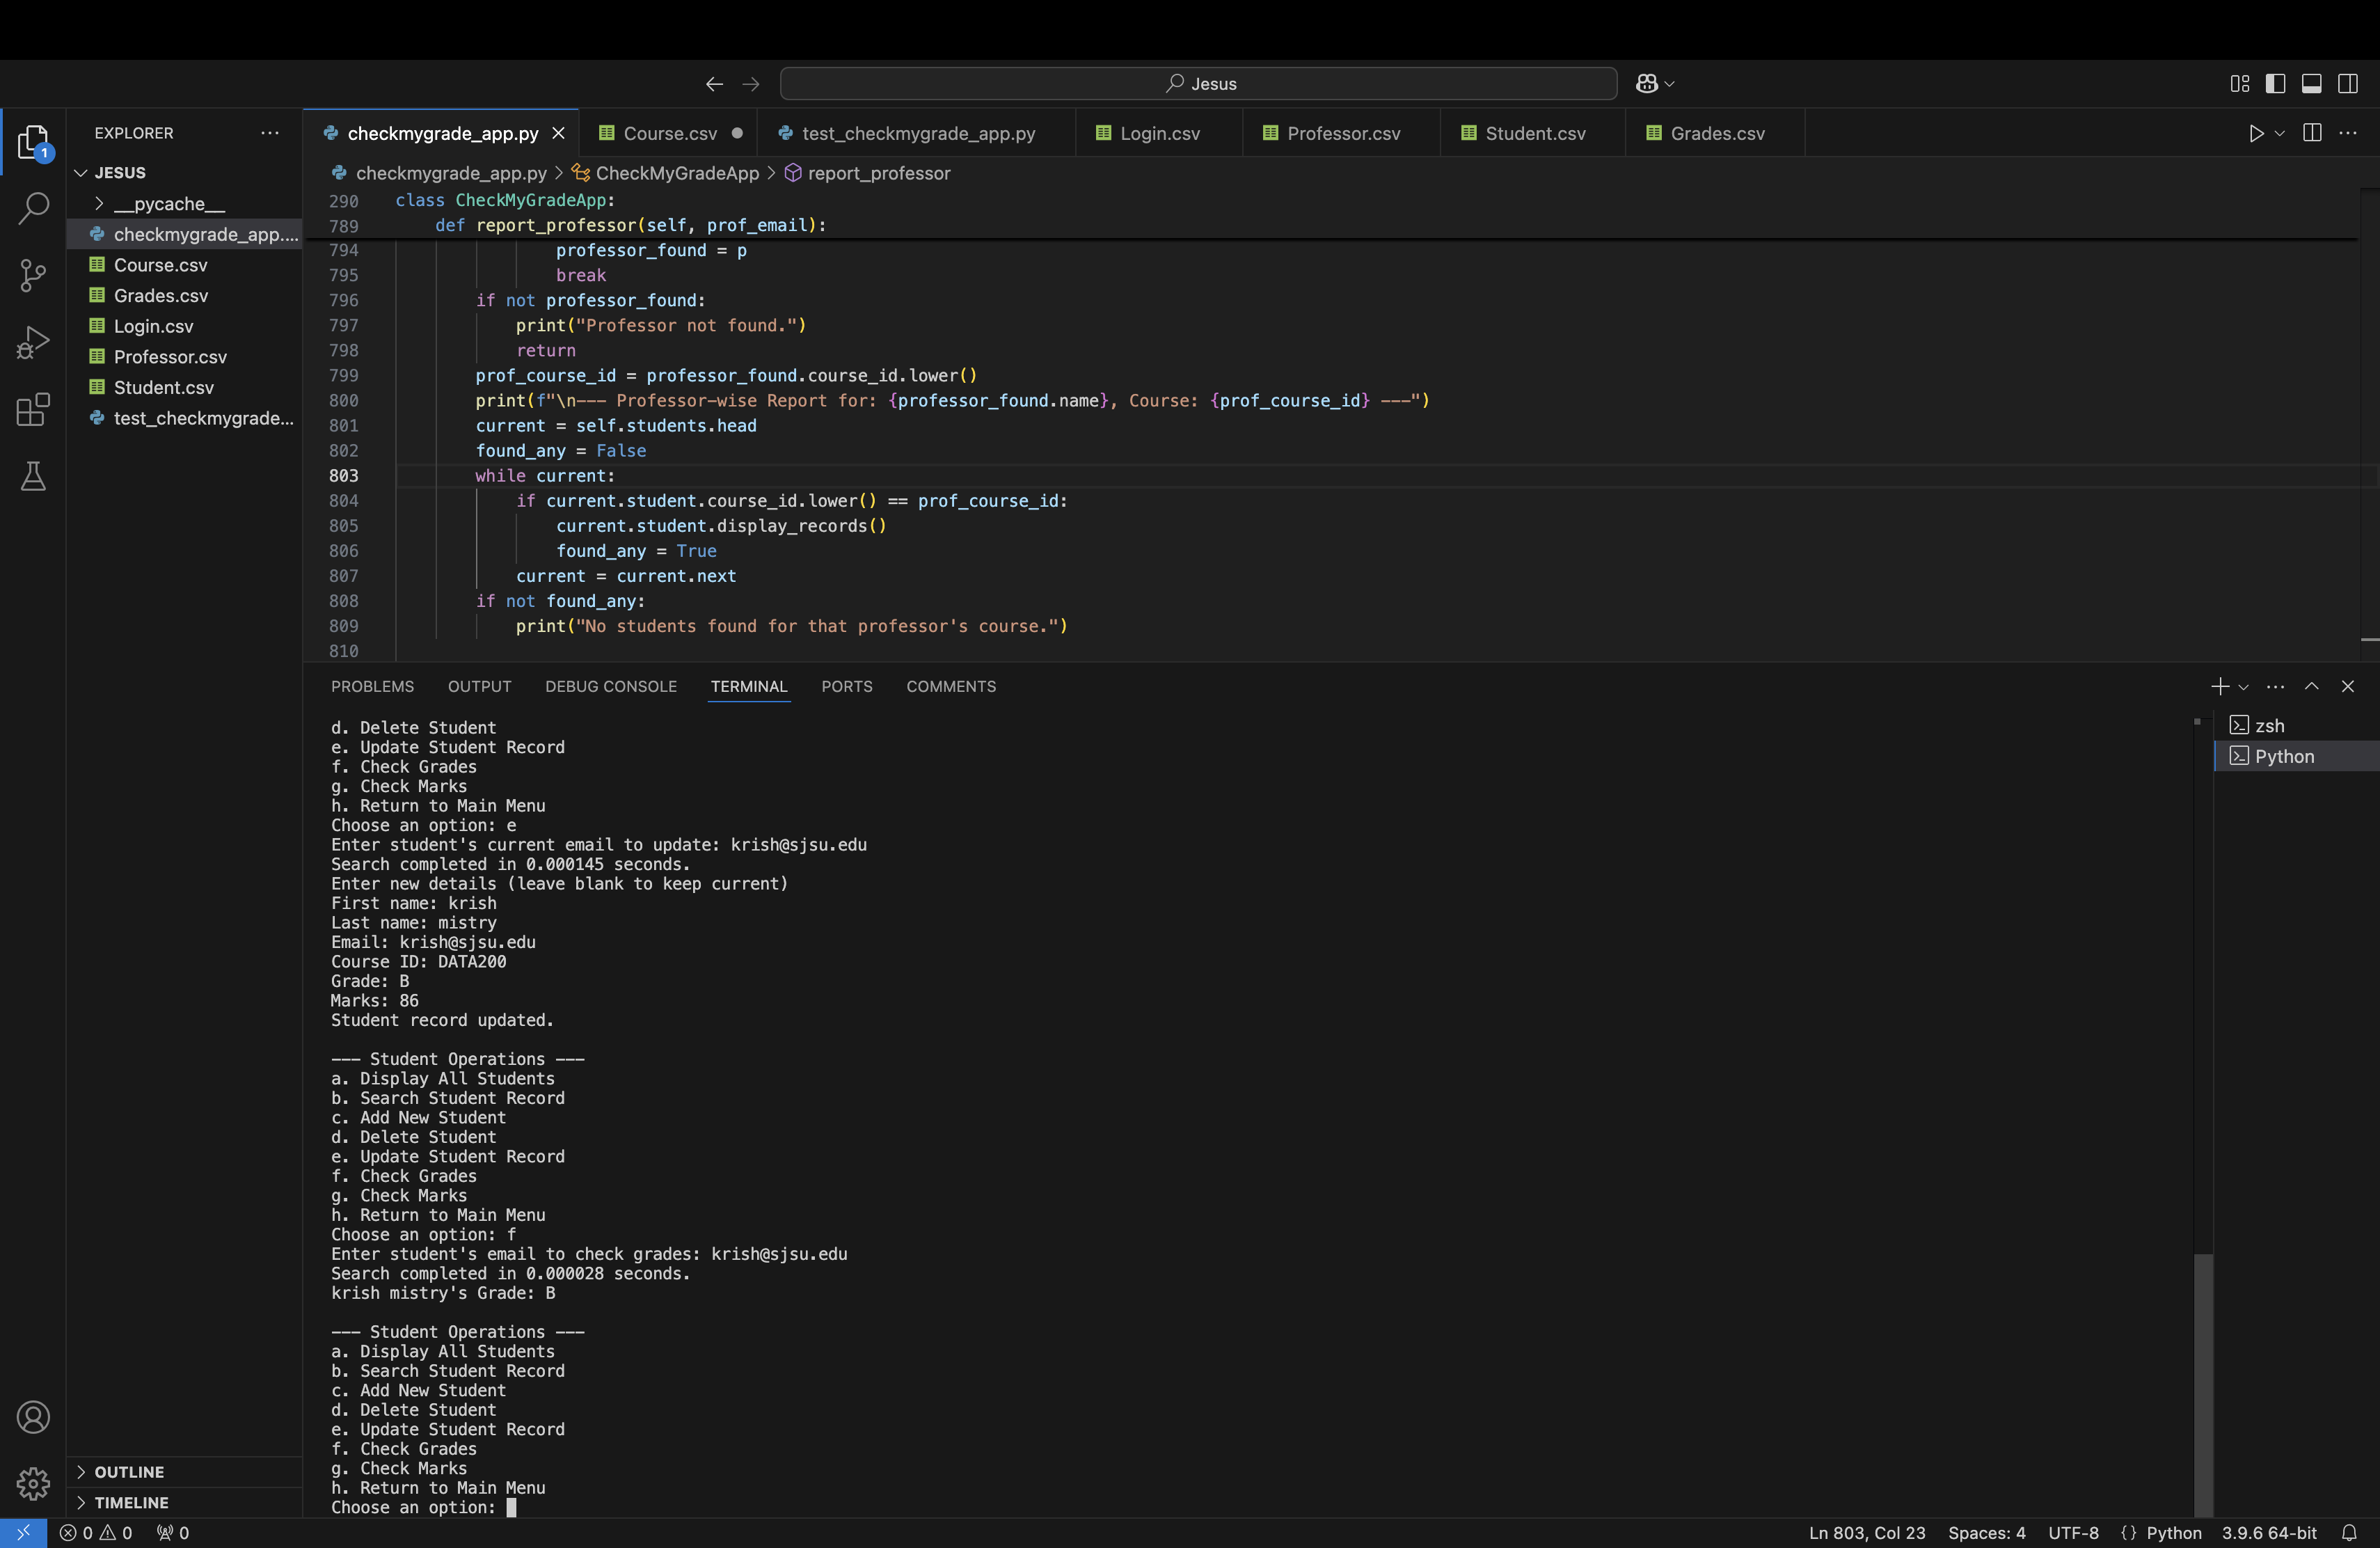 Jesus
EXPLORER
1
JESUS
__pycache__
checkmygrade_app....
Course.csv
Grades.csv
Login.csv
Professor.csv
Student.csv
test_checkmygrade...
OUTLINE
TIMELINE
checkmygrade_app.py
Course.csv
test_checkmygrade_app.py
Login.csv
Professor.csv
Student.csv
Grades.csv
checkmygrade_app.py > CheckMyGradeApp > report_professor
290 class CheckMyGradeApp:
789 def report_professor(self, prof_email):
794 professor_found = p
795 break
796 if not professor_found:
797 print("Professor not found.")
798 return
799 prof_course_id = professor_found.course_id.lower()
800 print(f"\n--- Professor-wise Report for: {professor_found.name}, Course: {prof_course_id} ---")
801 current = self.students.head
802 found_any = False
803 while current:
804 if current.student.course_id.lower() == prof_course_id:
805 current.student.display_records()
806 found_any = True
807 current = current.next
808 if not found_any:
809 print("No students found for that professor's course.")
810
PROBLEMS OUTPUT DEBUG CONSOLE TERMINAL PORTS COMMENTS
d. Delete Student
e. Update Student Record
f. Check Grades
g. Check Marks
h. Return to Main Menu
Choose an option: e
Enter student's current email to update: krish@sjsu.edu
Search completed in 0.000145 seconds.
Enter new details (leave blank to keep current)
First name: krish
Last name: mistry
Email: krish@sjsu.edu
Course ID: DATA200
Grade: B
Marks: 86
Student record updated.
--- Student Operations ---
a. Display All Students
b. Search Student Record
c. Add New Student
d. Delete Student
e. Update Student Record
f. Check Grades
g. Check Marks
h. Return to Main Menu
Choose an option: f
Enter student's email to check grades: krish@sjsu.edu
Search completed in 0.000028 seconds.
krish mistry's Grade: B
--- Student Operations ---
a. Display All Students
b. Search Student Record
c. Add New Student
d. Delete Student
e. Update Student Record
f. Check Grades
g. Check Marks
h. Return to Main Menu
Choose an option:
zsh
Python
0 0 0
Ln 803, Col 23 Spaces: 4 UTF-8 {} Python 3.9.6 64-bit